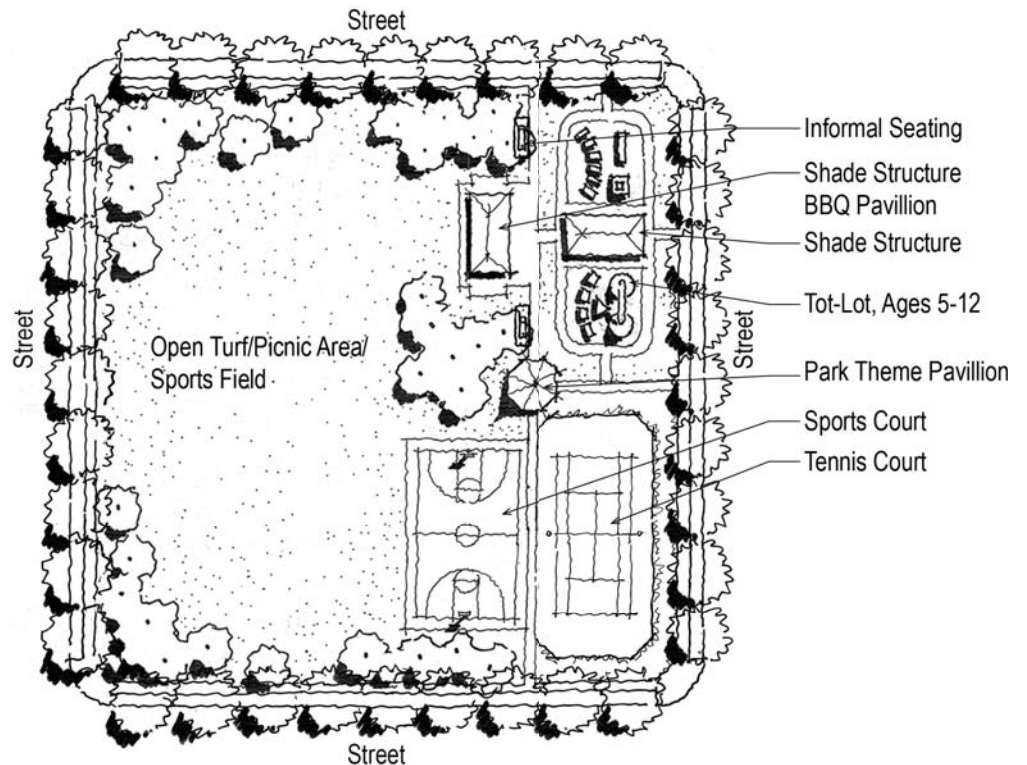 Street
Informal Seating
Shade Structure
BBQ Pavillion
Shade Structure
Tot-Lot, Ages 5-12
Street
Street
Open Turf/Picnic Area/
Sports Field
Park Theme Pavillion
Sports Court
Tennis Court
Street